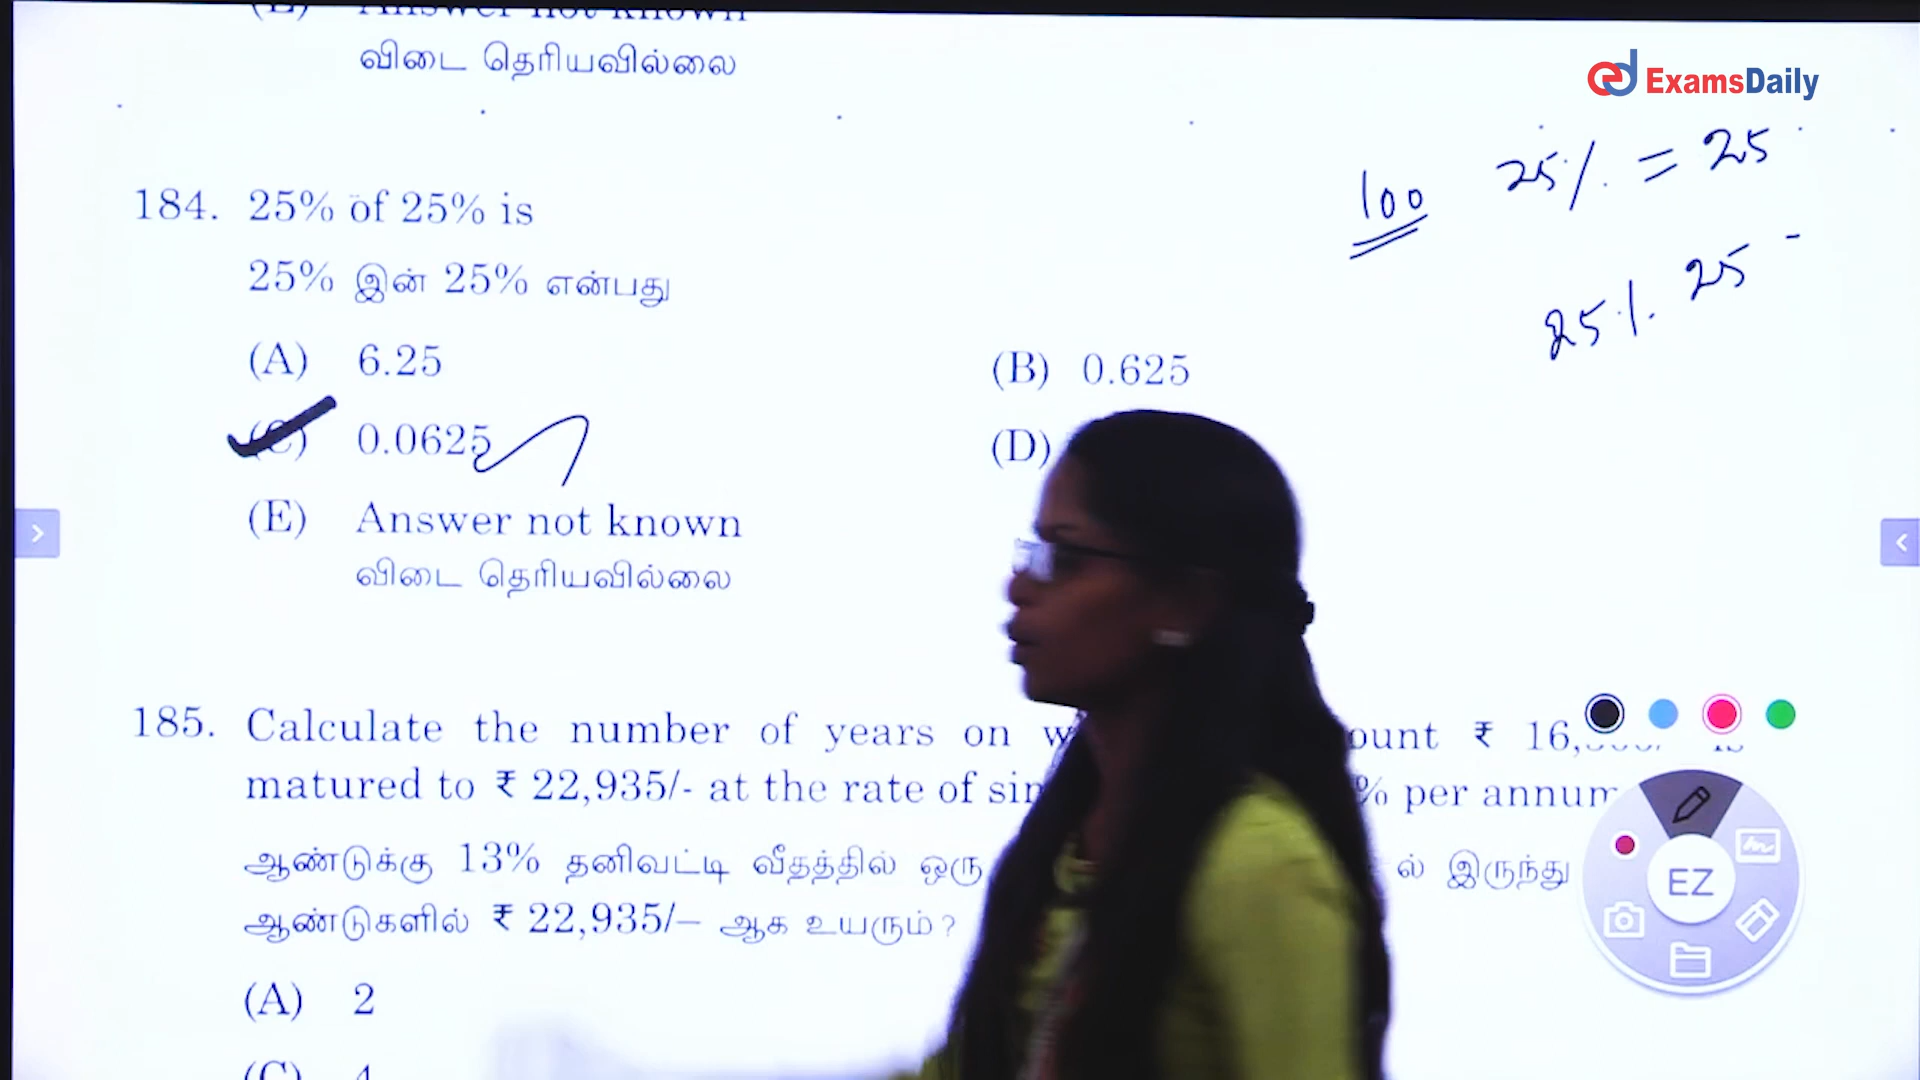 விடை தெரியவில்லை
ExamsDaily
100 25% = 25
25% 25 -
184. 25% of 25% is
25% இன் 25% என்பது
(A) 6.25
(B) 0.625
(C) 0.0625
(D)
(E) Answer not known
விடை தெரியவில்லை
185. Calculate the number of years on ount ₹ 16,
matured to ₹ 22,935/- at the rate of % per annum
ஆண்டுக்கு 13% தனிவட்டி வீதத்தில் ஒரு ல் இருந்து
ஆண்டுகளில் ₹ 22,935/– ஆக உயரும்?
EZ
(A) 2